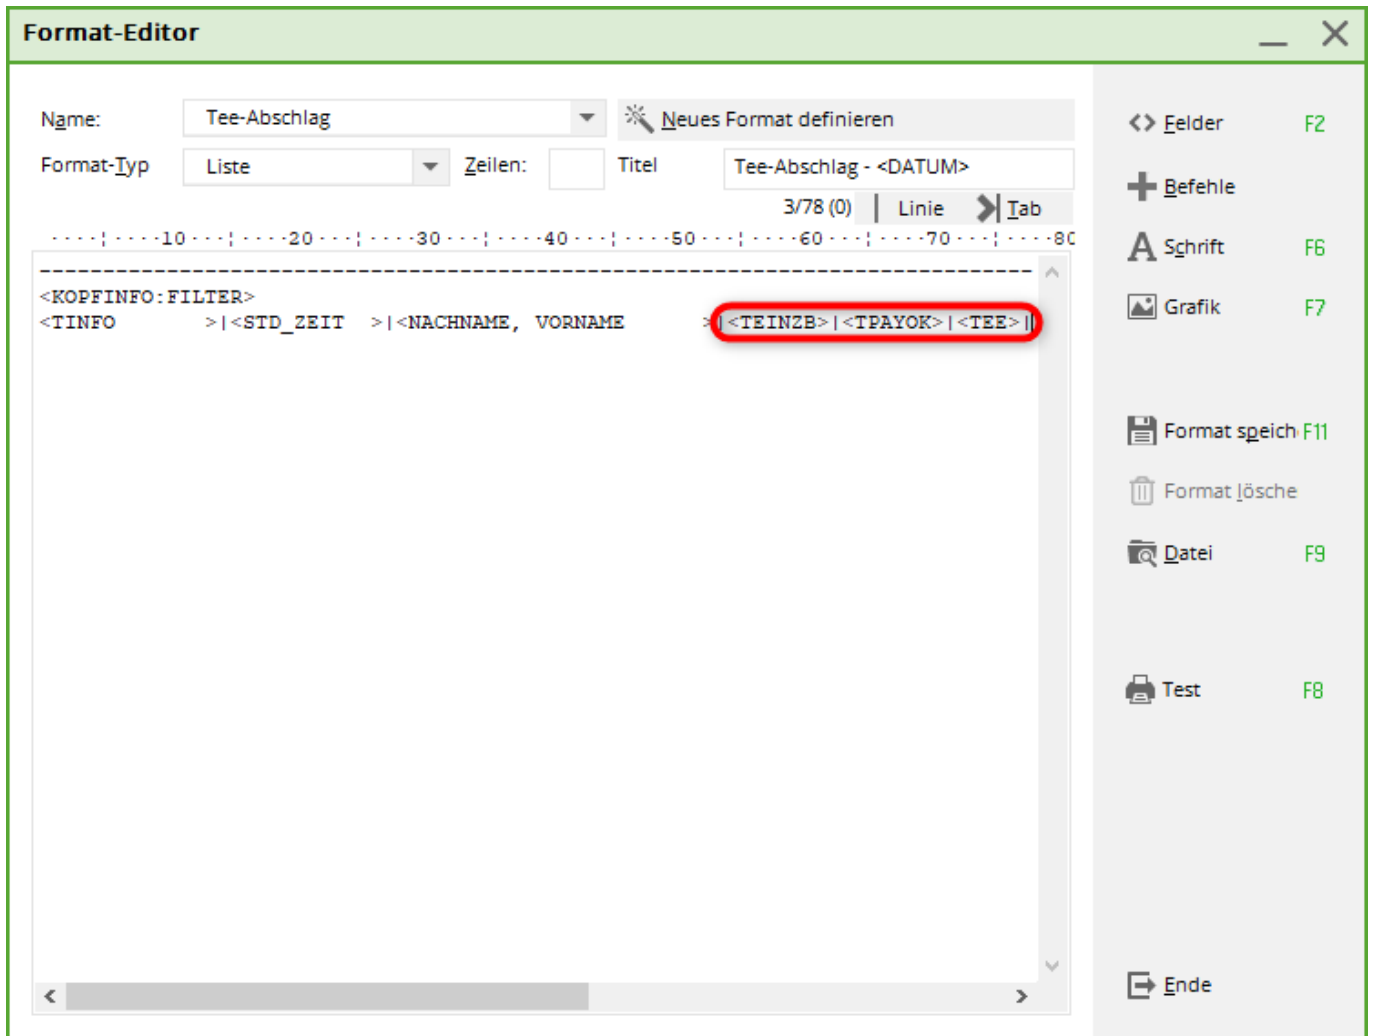 Format-Editor
Name: Tee-Abschlag Neues Format definieren
Format-Typ Liste Zeilen: Titel Tee-Abschlag - <DATUM>
3/78 (0) Linie Tab
····¦····10···¦····20···¦····30···¦····40···¦····50···¦····60···¦····70···¦····80
------------------------------------------------------------------------------
<KOPFINFO:FILTER>
<TINFO       >|<STD_ZEIT  >|<NACHNAME, VORNAME      >|<TEINZB>|<TPAYOK>|<TEE>|
Felder F2
Befehle
Schrift F6
Grafik F7
Format speich F11
Format lösche
Datei F9
Test F8
Ende